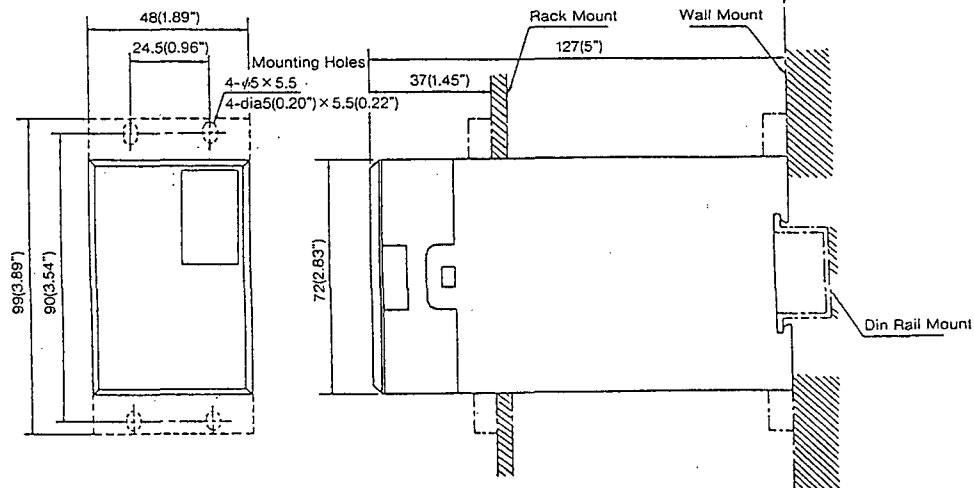 48(1.89")
24.5(0.96")
Mounting Holes
4-φ5×5.5
4-dia5(0.20")×5.5(0.22")
99(3.89")
90(3.54")
Rack Mount
Wall Mount
127(5")
37(1.45")
72(2.83")
Din Rail Mount